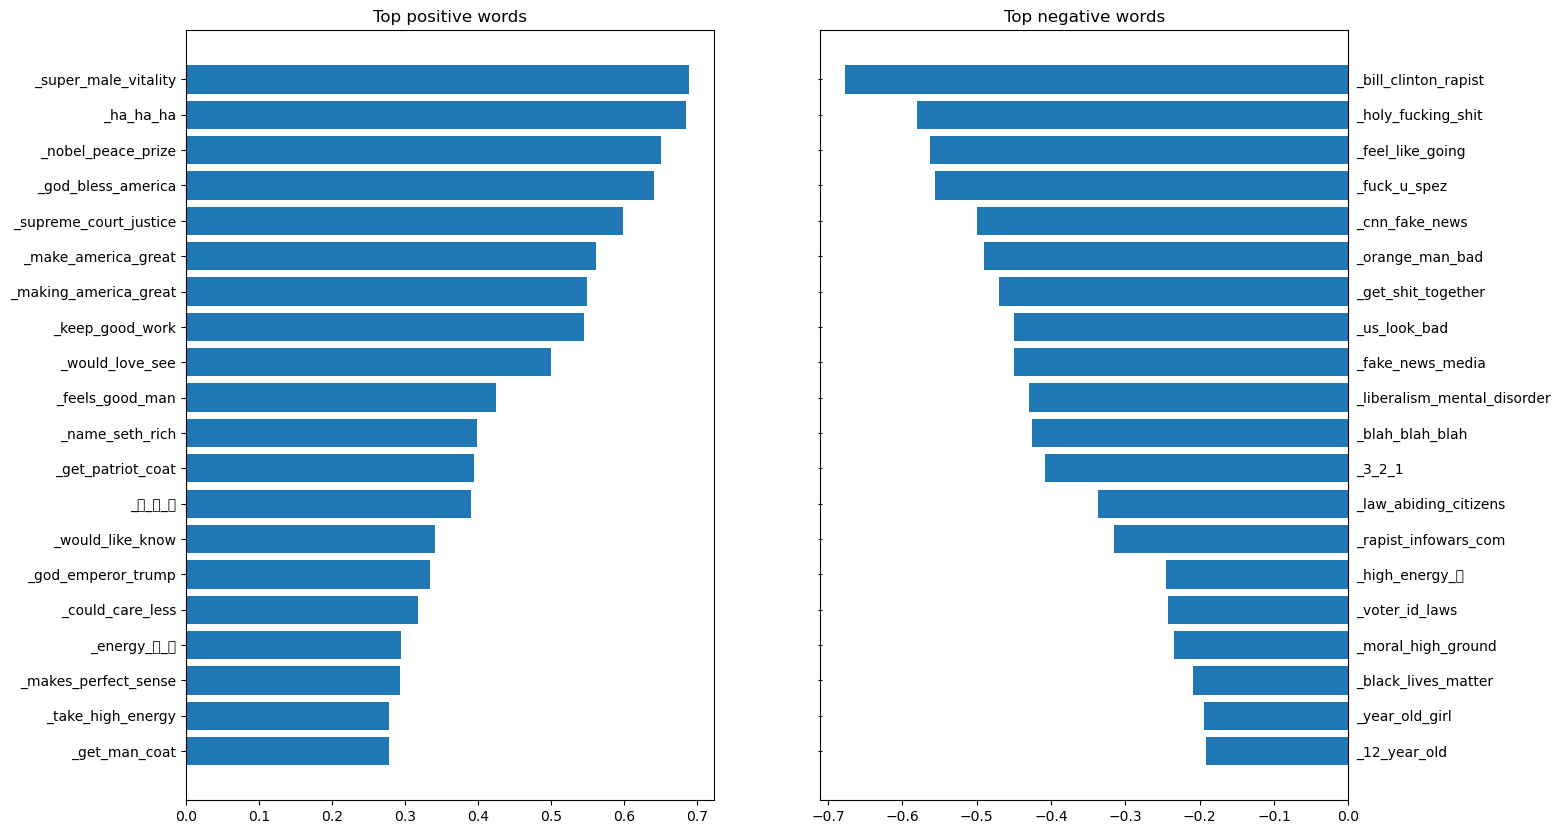 Top positive words
_super_male_vitality
_ha_ha_ha
_nobel_peace_prize
_god_bless_america
_supreme_court_justice
_make_america_great
_making_america_great
_keep_good_work
_would_love_see
_feels_good_man
_name_seth_rich
_get_patriot_coat
_▯_▯_▯
_would_like_know
_god_emperor_trump
_could_care_less
_energy_▯_▯
_makes_perfect_sense
_take_high_energy
_get_man_coat
0.0 0.1 0.2 0.3 0.4 0.5 0.6 0.7
Top negative words
_bill_clinton_rapist
_holy_fucking_shit
_feel_like_going
_fuck_u_spez
_cnn_fake_news
_orange_man_bad
_get_shit_together
_us_look_bad
_fake_news_media
_liberalism_mental_disorder
_blah_blah_blah
_3_2_1
_law_abiding_citizens
_rapist_infowars_com
_high_energy_▯
_voter_id_laws
_moral_high_ground
_black_lives_matter
_year_old_girl
_12_year_old
−0.7 −0.6 −0.5 −0.4 −0.3 −0.2 −0.1 0.0